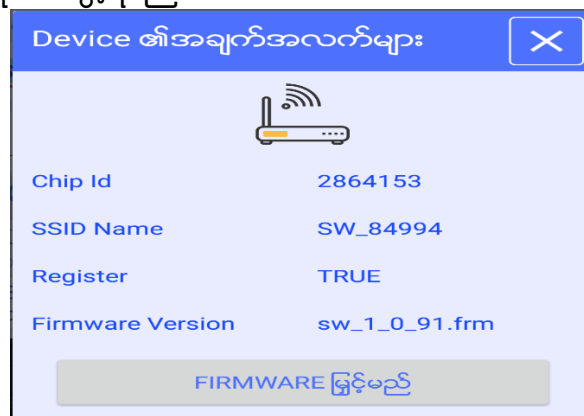 Device ၏အချက်အလက်များ
Chip Id 2864153
SSID Name SW_84994
Register TRUE
Firmware Version sw_1_0_91.frm
FIRMWARE မြှင့်မည်